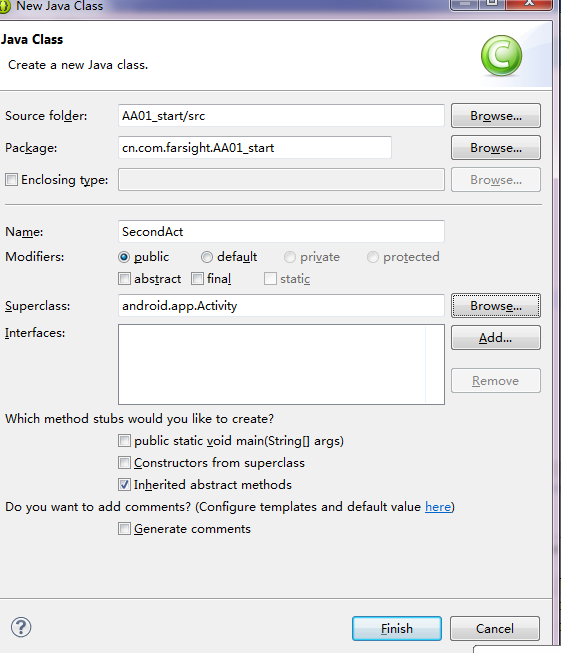 New Java Class
Java Class
Create a new Java class.
Source folder: AA01_start/src Browse...
Package: cn.com.farsight.AA01_start Browse...
Enclosing type: Browse...
Name: SecondAct
Modifiers: public default private protected
abstract final static
Superclass: android.app.Activity Browse...
Interfaces: Add...
Remove
Which method stubs would you like to create?
public static void main(String[] args)
Constructors from superclass
Inherited abstract methods
Do you want to add comments? (Configure templates and default value here)
Generate comments
? Finish Cancel